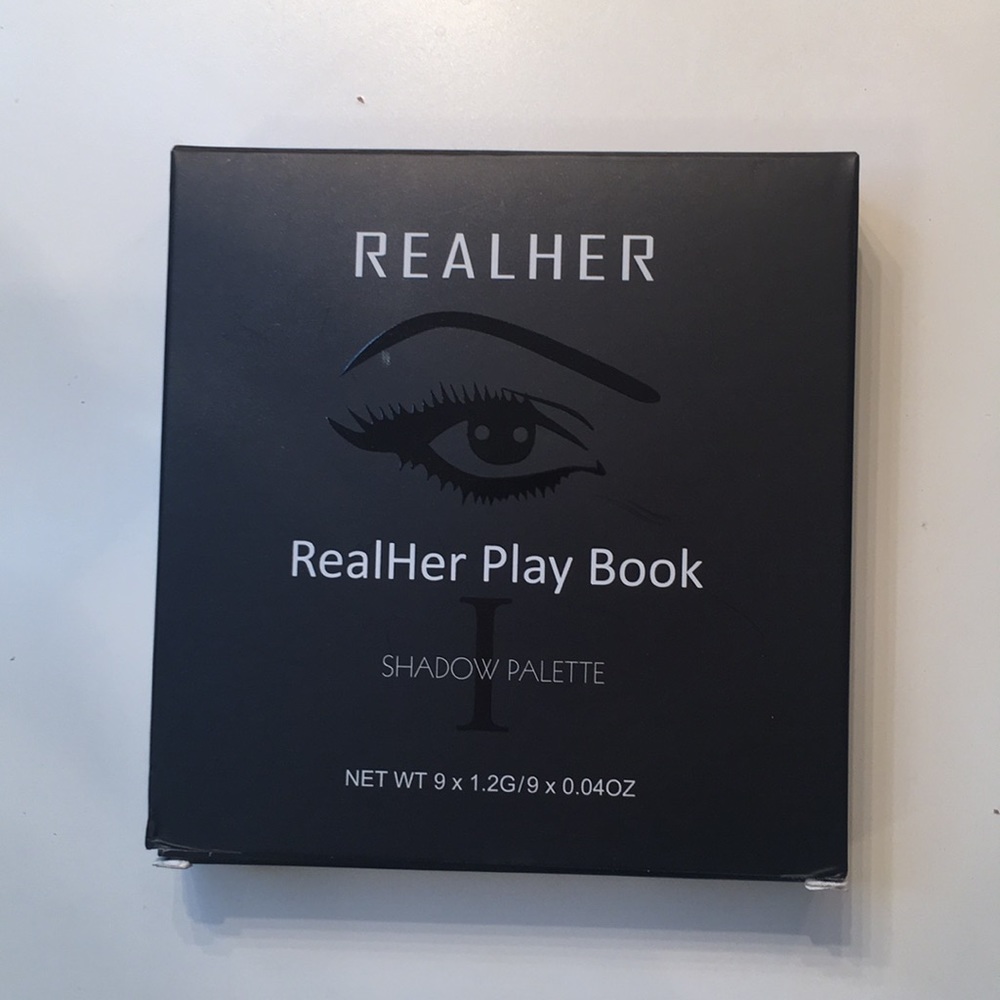 REALHER
RealHer Play Book
I
SHADOW PALETTE
NET WT 9 x 1.2G/9 x 0.04OZ